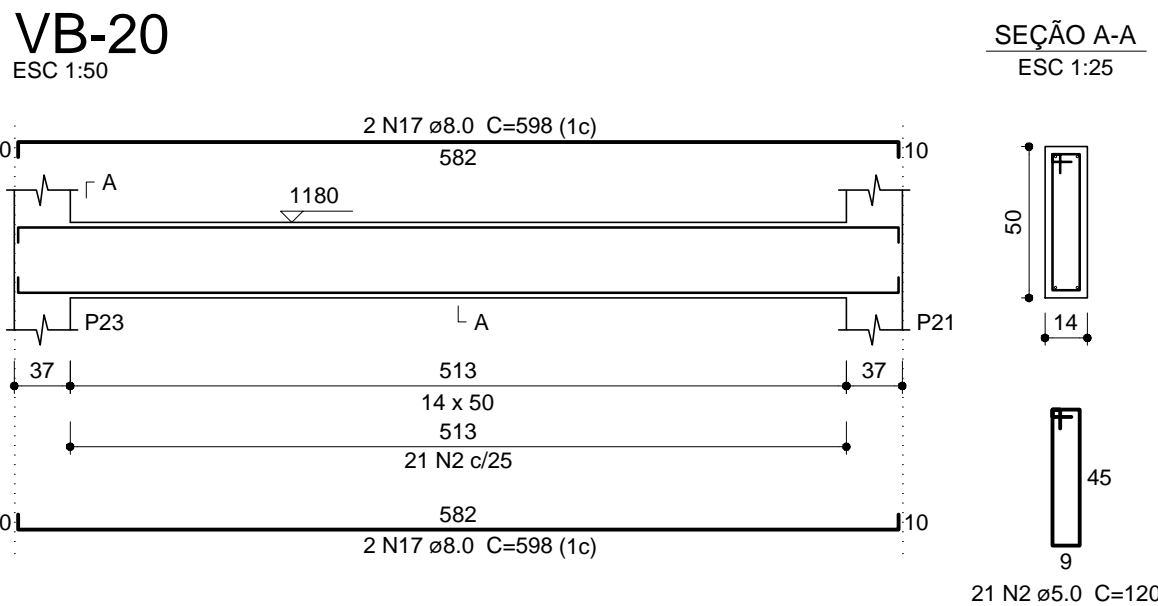 VB-20
ESC 1:50
SEÇÃO A-A
ESC 1:25
2 N17 ø8.0 C=598 (1c)
0
582
10
A
1180
50
A
P23
P21
14
37
513
37
14 x 50
513
21 N2 c/25
45
0
582
10
2 N17 ø8.0 C=598 (1c)
9
21 N2 ø5.0 C=120